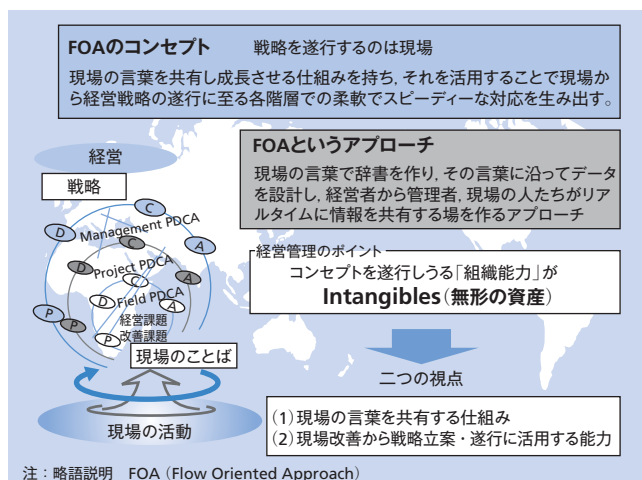 FOAのコンセプト 戦略を遂行するのは現場
現場の言葉を共有し成長させる仕組みを持ち，それを活用することで現場か
ら経営戦略の遂行に至る各階層での柔軟でスピーディーな対応を生み出す。
FOAというアプローチ
現場の言葉で辞書を作り，その言葉に沿ってデータ
を設計し，経営者から管理者，現場の人たちがリア
ルタイムに情報を共有する場を作るアプローチ
経営
戦略
C
D
Management PDCA
C
A
D
Project PDCA
A
C
D
Field PDCA
A
P
P
経営課題
改善課題
P
現場のことば
現場の活動
経営管理のポイント
コンセプトを遂行しうる「組織能力」が
Intangibles（無形の資産）
二つの視点
(1) 現場の言葉を共有する仕組み
(2) 現場改善から戦略立案・遂行に活用する能力
注：略語説明 FOA（Flow Oriented Approach）